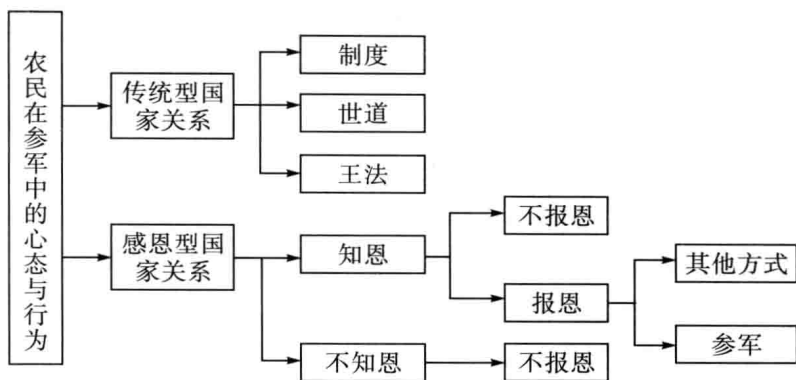 农民在参军中的心态与行为
传统型国
家关系
制度
世道
王法
感恩型国
家关系
知恩
不报恩
报恩
其他方式
参军
不知恩
不报恩